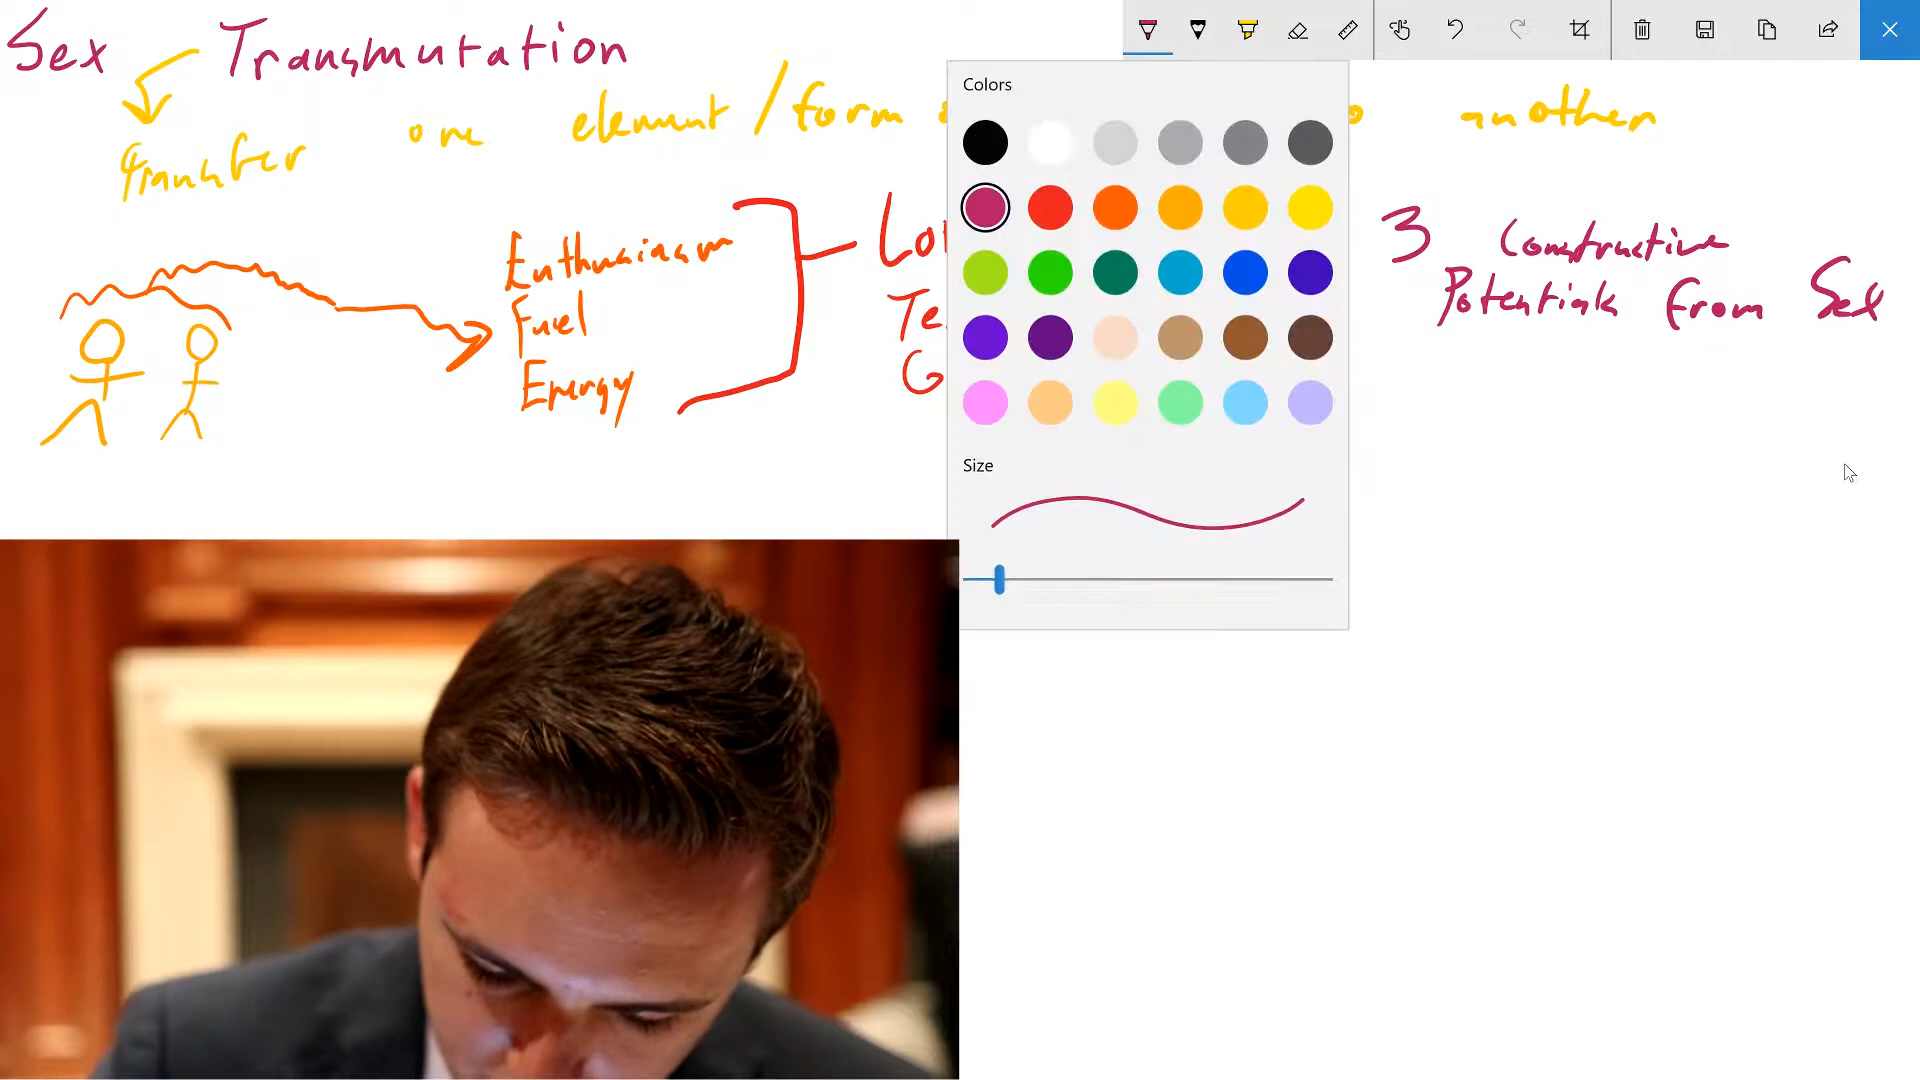 Sex Transmutation
Colors
transfer one element/form another
Enthusiasm
Fuel
Energy
3 Constructive
Potentials from Sex
Size